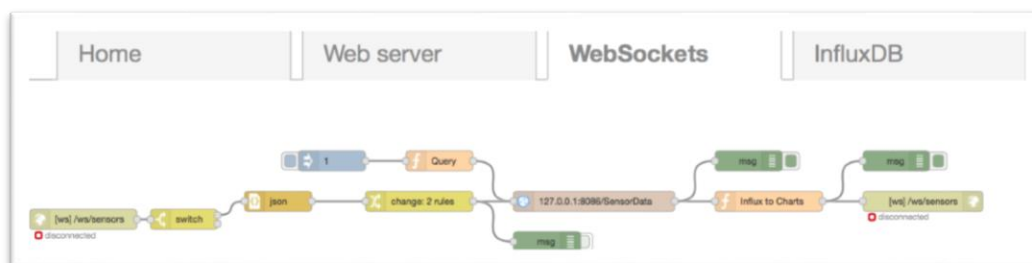 Home
Web server
WebSockets
InfluxDB
1
Query
msg
msg
json
change: 2 rules
127.0.0.1:8086/SensorData
Influx to Charts
[ws] /ws/sensors
disconnected
[ws] /ws/sensors
disconnected
switch
msg